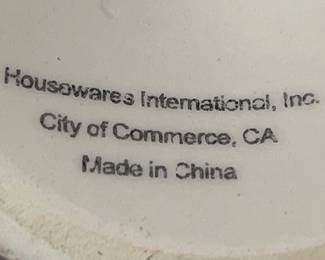 Housewares International, Inc.
City of Commerce, CA
Made in China